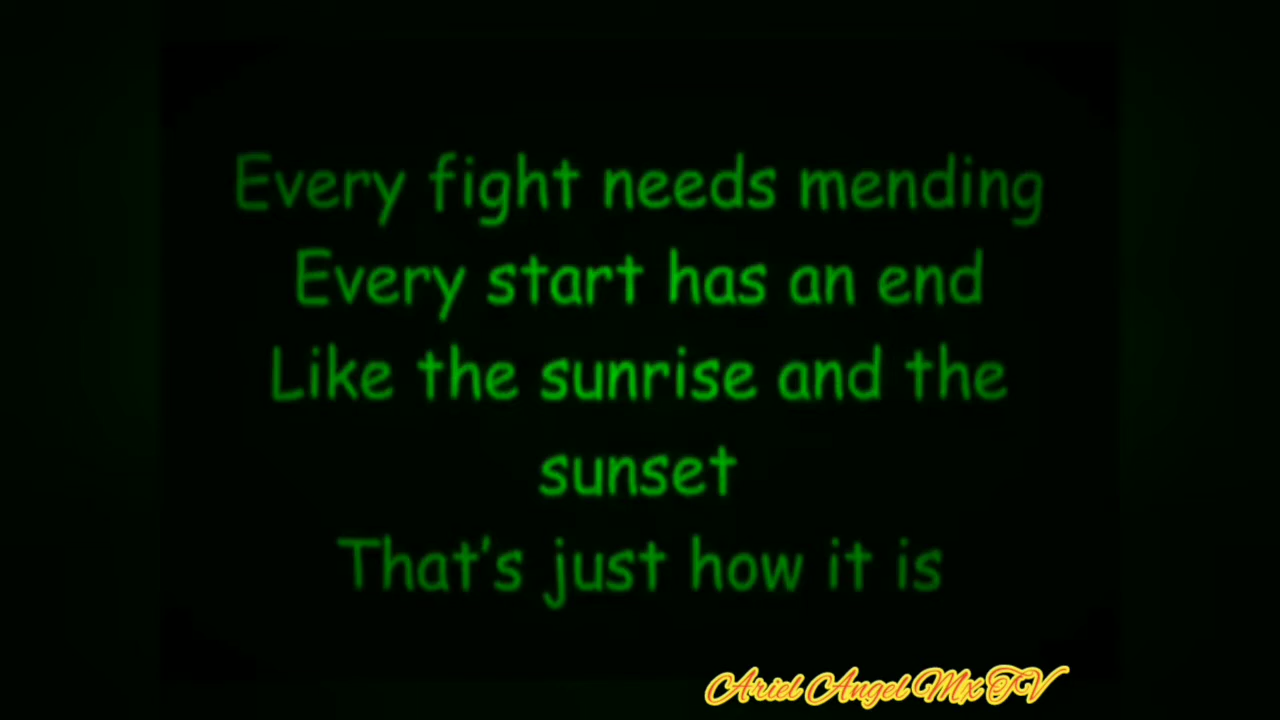 Every fight needs mending
Every start has an end
Like the sunrise and the
sunset
That's just how it is
Ariel Angel Mx TV